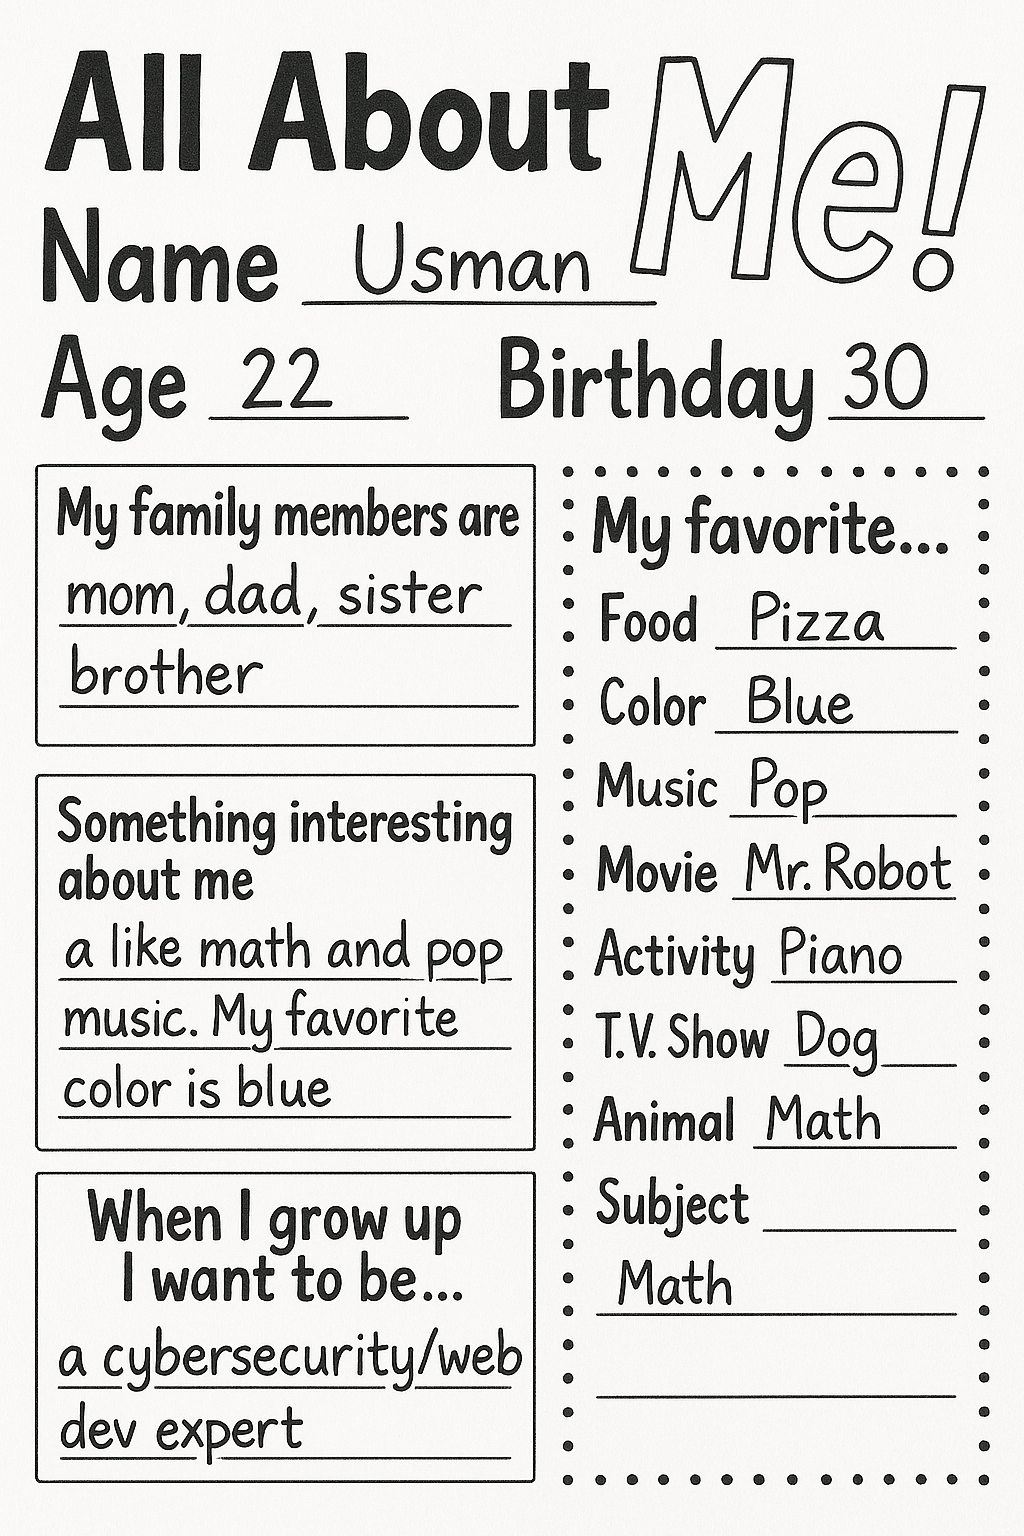 All About Me!
Name Usman
Age 22 Birthday 30
My family members are
mom, dad, sister
brother
Something interesting
about me
a like math and pop
music. My favorite
color is blue
When I grow up
I want to be...
a cybersecurity/web
dev expert
My favorite...
Food Pizza
Color Blue
Music Pop
Movie Mr. Robot
Activity Piano
T.V. Show Dog
Animal Math
Subject
Math